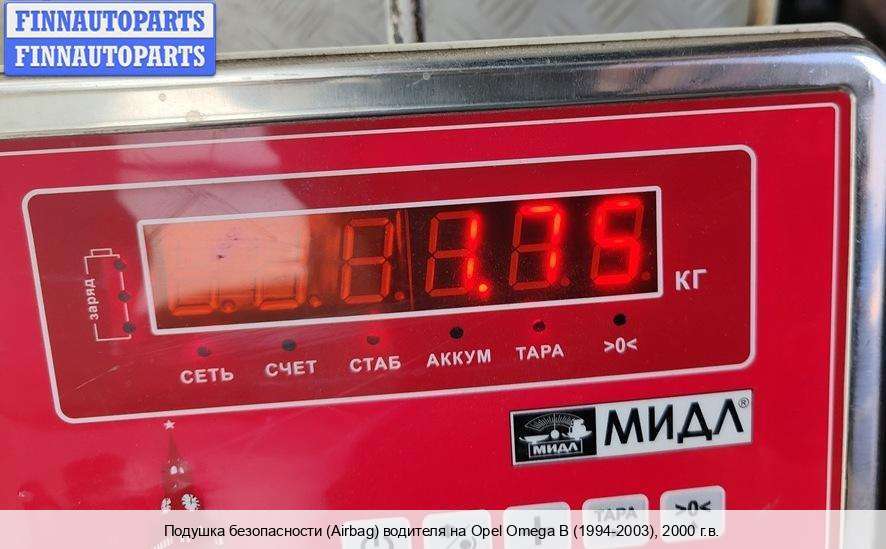 FINNAUTOPARTS
FINNAUTOPARTS
1.75
КГ
заряд
СЕТЬ СЧЕТ СТАБ АККУМ ТАРА >0<
МИДЛ МИДЛ®
ТАРА >0<
Подушка безопасности (Airbag) водителя на Opel Omega B (1994-2003), 2000 г.в.